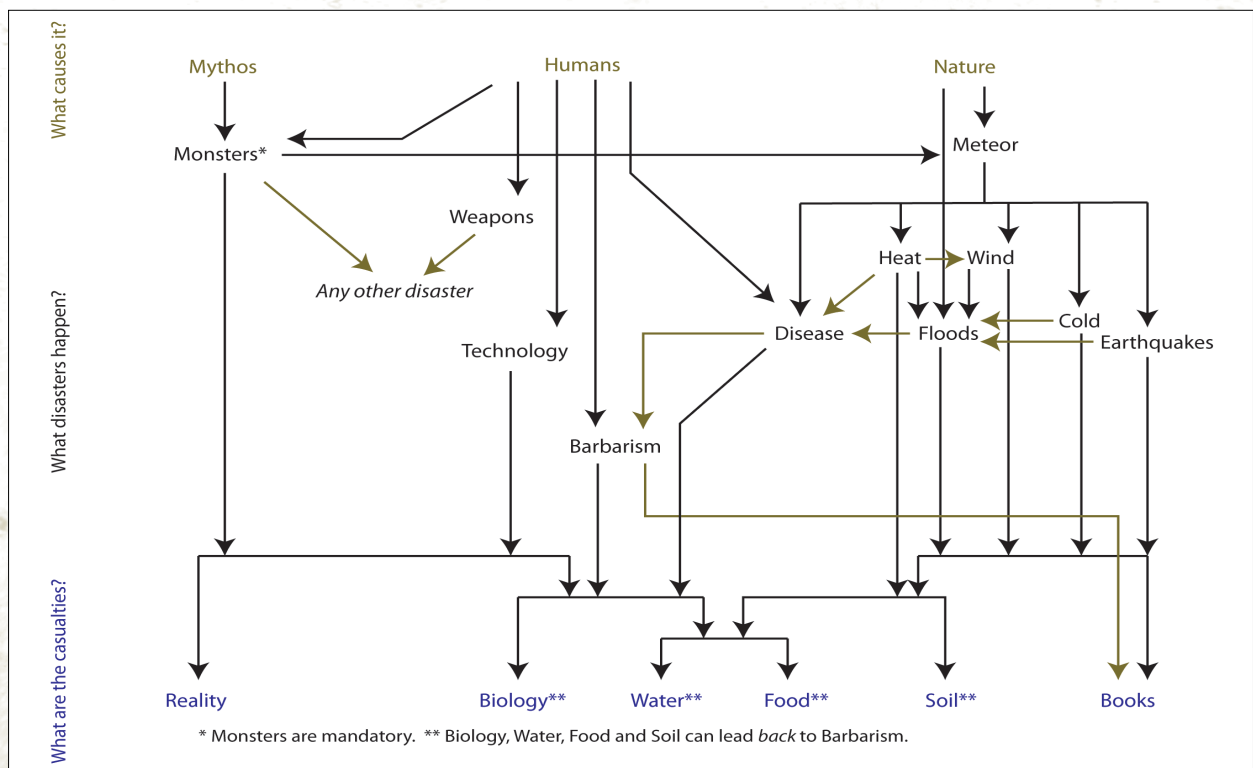 What causes it?
Mythos
Humans
Nature
Monsters*
Meteor
Weapons
Heat
Wind
What disasters happen?
Any other disaster
Disease
Floods
Cold
Earthquakes
Technology
Barbarism
What are the casualties?
Reality
Biology**
Water**
Food**
Soil**
Books
* Monsters are mandatory. ** Biology, Water, Food and Soil can lead back to Barbarism.